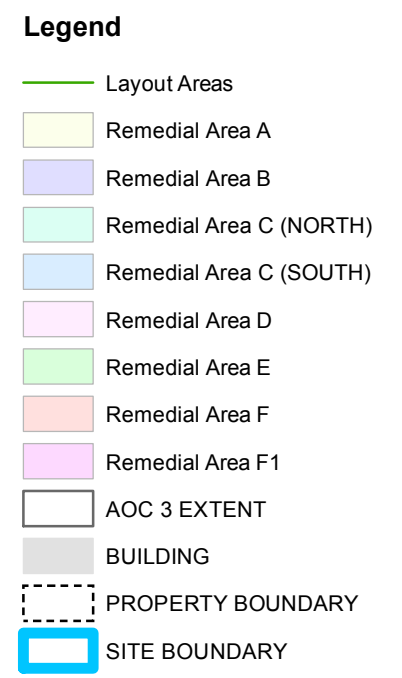 Legend
Layout Areas
Remedial Area A
Remedial Area B
Remedial Area C (NORTH)
Remedial Area C (SOUTH)
Remedial Area D
Remedial Area E
Remedial Area F
Remedial Area F1
AOC 3 EXTENT
BUILDING
PROPERTY BOUNDARY
SITE BOUNDARY